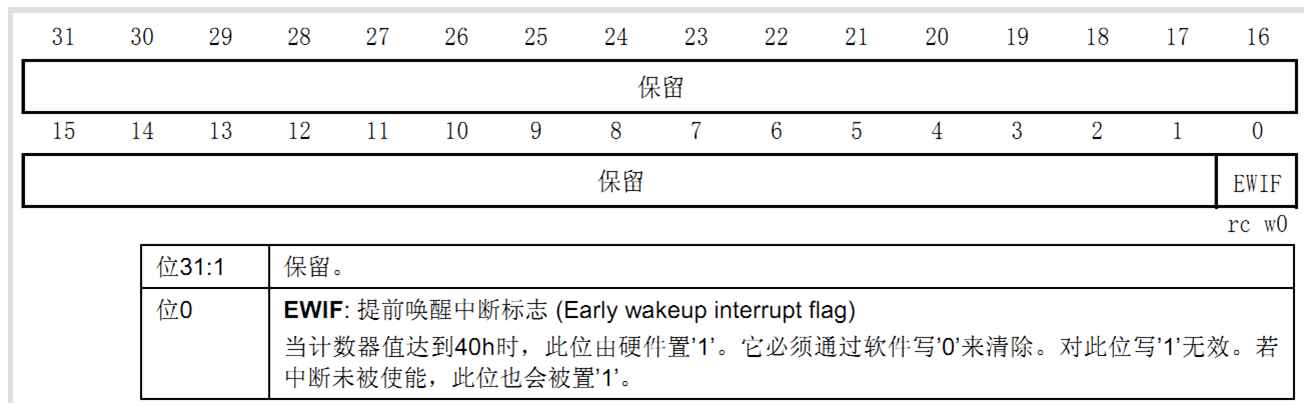 31 30 29 28 27 26 25 24 23 22 21 20 19 18 17 16
保留
15 14 13 12 11 10 9 8 7 6 5 4 3 2 1 0
保留 EWIF
rc w0
位31:1 保留。
位0 EWIF: 提前唤醒中断标志 (Early wakeup interrupt flag)
当计数器值达到40h时，此位由硬件置'1'。它必须通过软件写'0'来清除。对此位写'1'无效。若
中断未被使能，此位也会被置'1'。